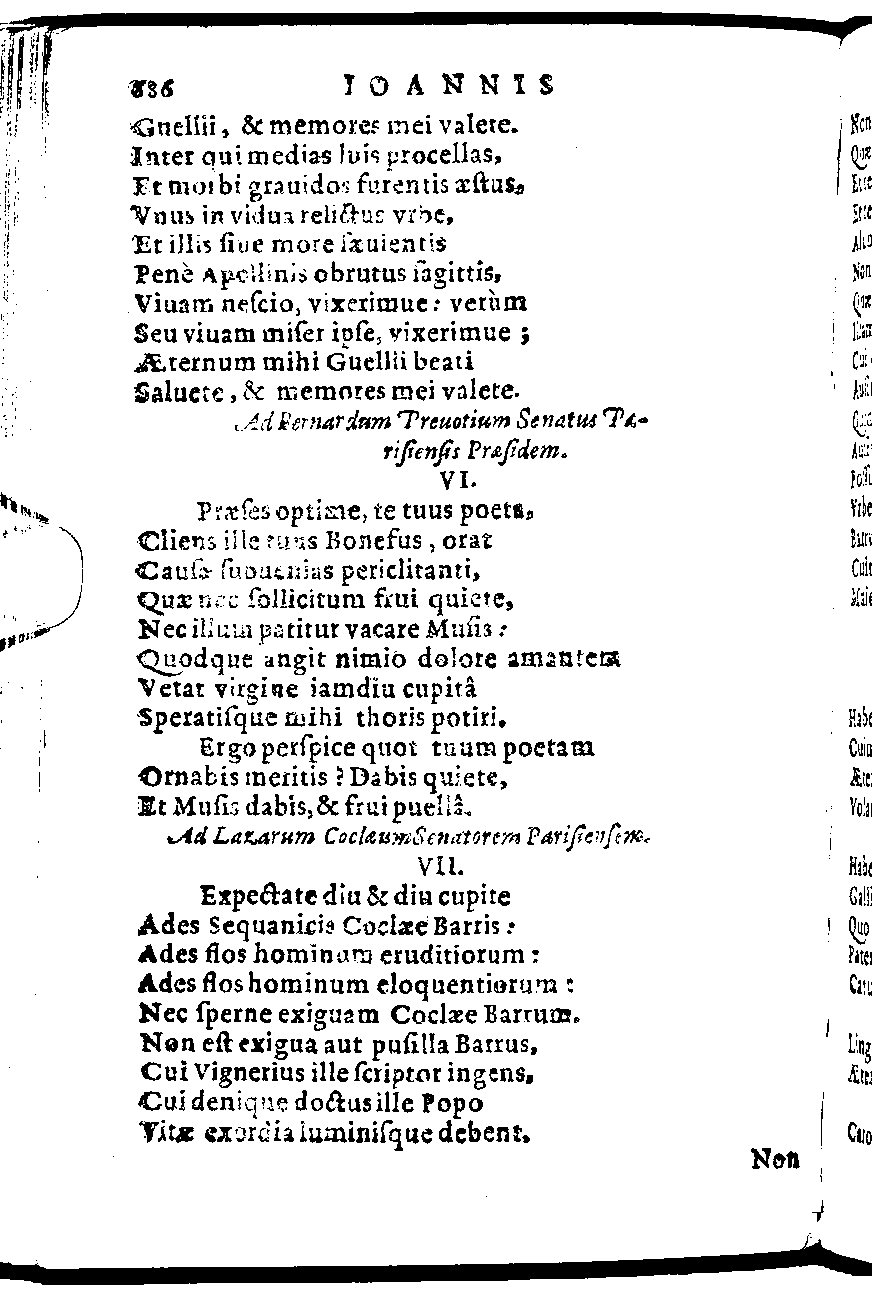 636 IOANNIS
Guellii, & memores mei valete.
Inter qui medias luis procellas,
Et morbi grauidos furentis æstus,
Vnus in vidua relictus vrbe,
Et illis siue more sæuientis
Penè Apollinis obrutus sagittis,
Viuam nescio, vixerimue: verùm
Seu viuam miser ipse, vixerimue;
Æternum mihi Guellii beati
Saluete, & memores mei valete.
Ad Bernardum Preuotium Senatus Pa-
risiensis Præsidem.
VI.
Præses optime, te tuus poeta,
Cliens ille tuus Bonefus, orat
Causæ subuenias periclitanti,
Quæ nec sollicitum frui quiete,
Nec illum patitur vacare Musis:
Quodque angit nimio dolore amantem
Vetat virgine iamdiu cupitâ
Speratisque mihi thoris potiri.
Ergo perspice quot tuum poetam
Ornabis meritis? Dabis quiete,
Et Musis dabis, & frui puellâ.
Ad Lazarum Coclæum Senatorem Parisiensem.
VII.
Expectate diu & diu cupite
Ades Sequanicis Coclæe Barris:
Ades flos hominum eruditiorum:
Ades flos hominum eloquentiorum:
Nec sperne exiguam Coclæe Barrum.
Non est exigua aut pusilla Barrus,
Cui Vignerius ille scriptor ingens,
Cui denique doctus ille Popo
Vitæ exordia luminisque debent.
Non